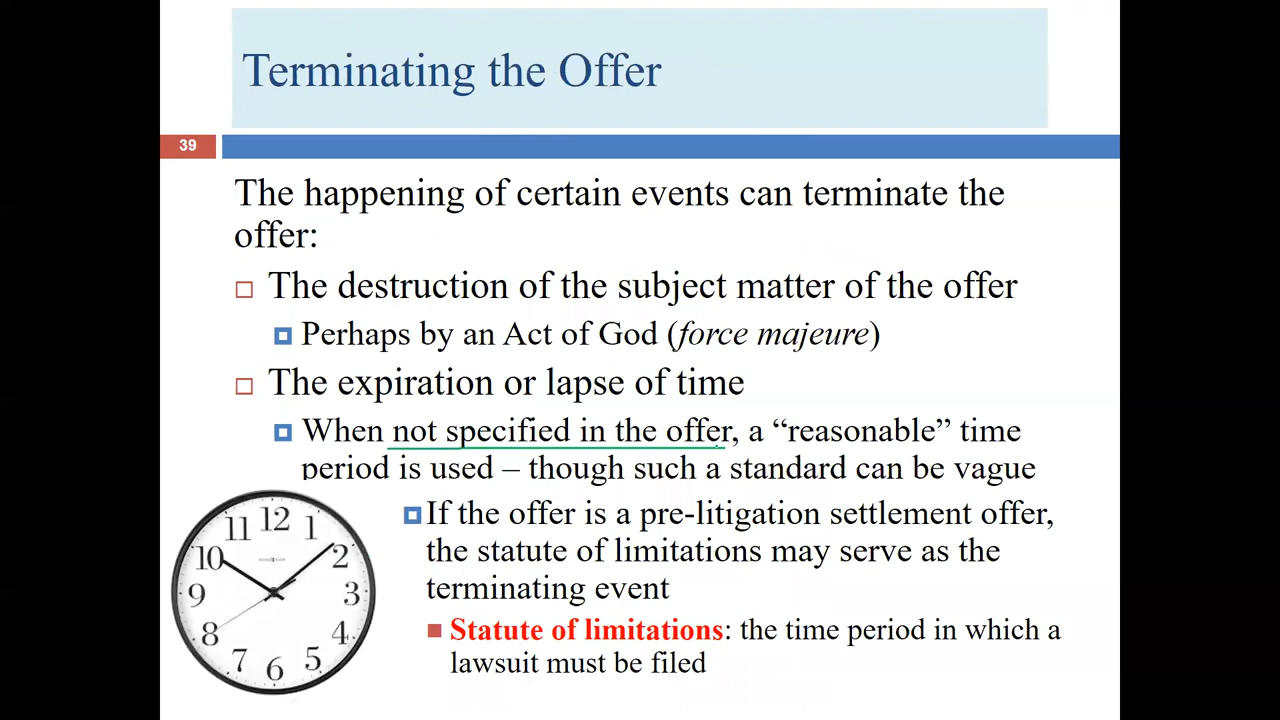 Terminating the Offer
39
The happening of certain events can terminate the
offer:
The destruction of the subject matter of the offer
Perhaps by an Act of God (force majeure)
The expiration or lapse of time
When not specified in the offer, a “reasonable” time
period is used – though such a standard can be vague
If the offer is a pre-litigation settlement offer,
the statute of limitations may serve as the
terminating event
Statute of limitations: the time period in which a
lawsuit must be filed
12
11 1
10 2
9 3
8 4
7 5
6